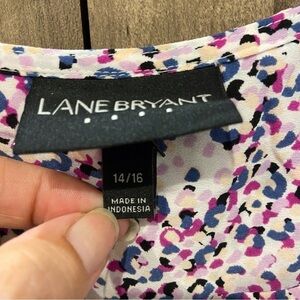 LANE BRYANT
14/16
MADE IN
INDONESIA